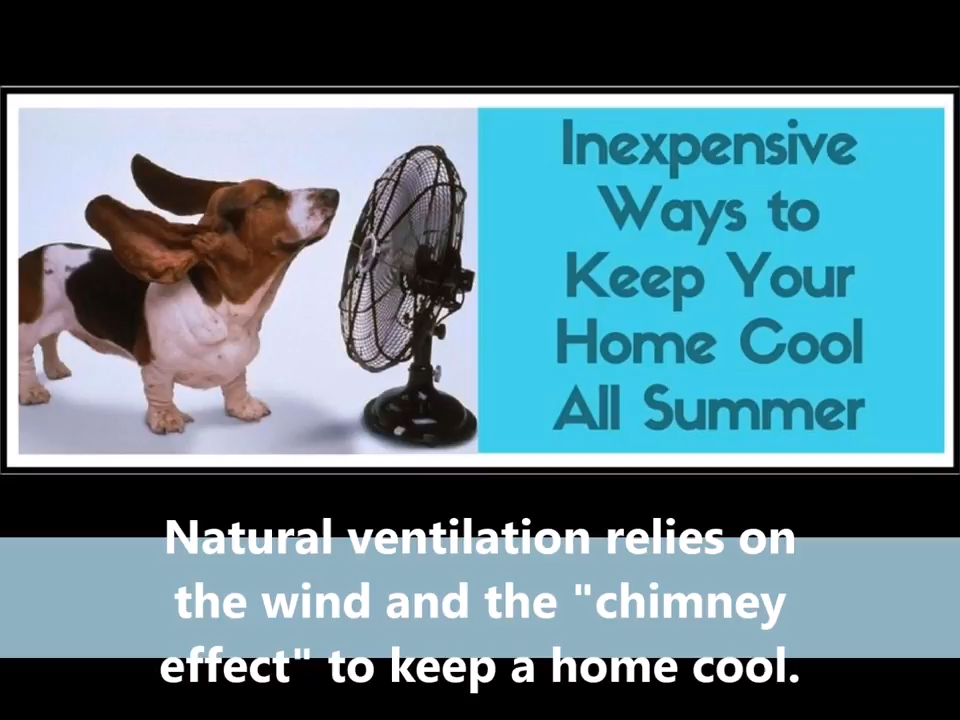 Inexpensive
Ways to
Keep Your
Home Cool
All Summer
Natural ventilation relies on
the wind and the "chimney
effect" to keep a home cool.